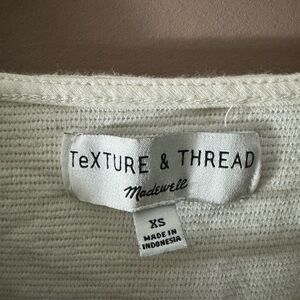 TeXTURE & THREAD
Madewell
XS
MADE IN
INDONESIA